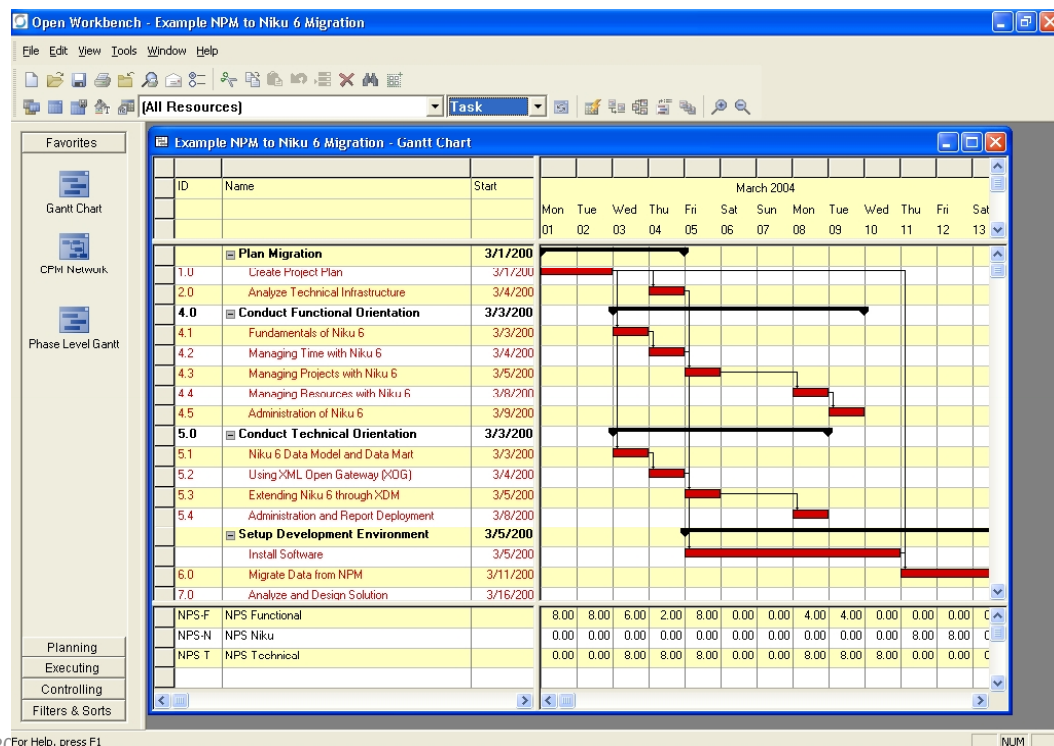 Open Workbench - Example NPM to Niku 6 Migration
File Edit View Tools Window Help
(All Resources) Task
Favorites
Gantt Chart
CPM Network
Phase Level Gantt
Planning
Executing
Controlling
Filters & Sorts
Example NPM to Niku 6 Migration - Gantt Chart
ID Name Start March 2004
Mon Tue Wed Thu Fri Sat Sun Mon Tue Wed Thu Fri Sat
01 02 03 04 05 06 07 08 09 10 11 12 13
Plan Migration 3/1/200
1.0 Create Project Plan 3/1/200
2.0 Analyze Technical Infrastructure 3/4/200
4.0 Conduct Functional Orientation 3/3/200
4.1 Fundamentals of Niku 6 3/3/200
4.2 Managing Time with Niku 6 3/4/200
4.3 Managing Projects with Niku 6 3/5/200
4.4 Managing Resources with Niku 6 3/8/200
4.5 Administration of Niku 6 3/9/200
5.0 Conduct Technical Orientation 3/3/200
5.1 Niku 6 Data Model and Data Mart 3/3/200
5.2 Using XML Open Gateway (XOG) 3/4/200
5.3 Extending Niku 6 through XDM 3/5/200
5.4 Administration and Report Deployment 3/8/200
Setup Development Environment 3/5/200
Install Software 3/5/200
6.0 Migrate Data from NPM 3/11/200
7.0 Analyze and Design Solution 3/16/200
NPS-F NPS Functional 8.00 8.00 6.00 2.00 8.00 0.00 0.00 4.00 4.00 0.00 0.00 0.00
NPS-N NPS Niku 0.00 0.00 0.00 0.00 0.00 0.00 0.00 0.00 0.00 0.00 8.00 8.00
NPS T NPS Technical 0.00 0.00 8.00 8.00 8.00 0.00 0.00 8.00 8.00 8.00 0.00 0.00
For Help, press F1 NUM